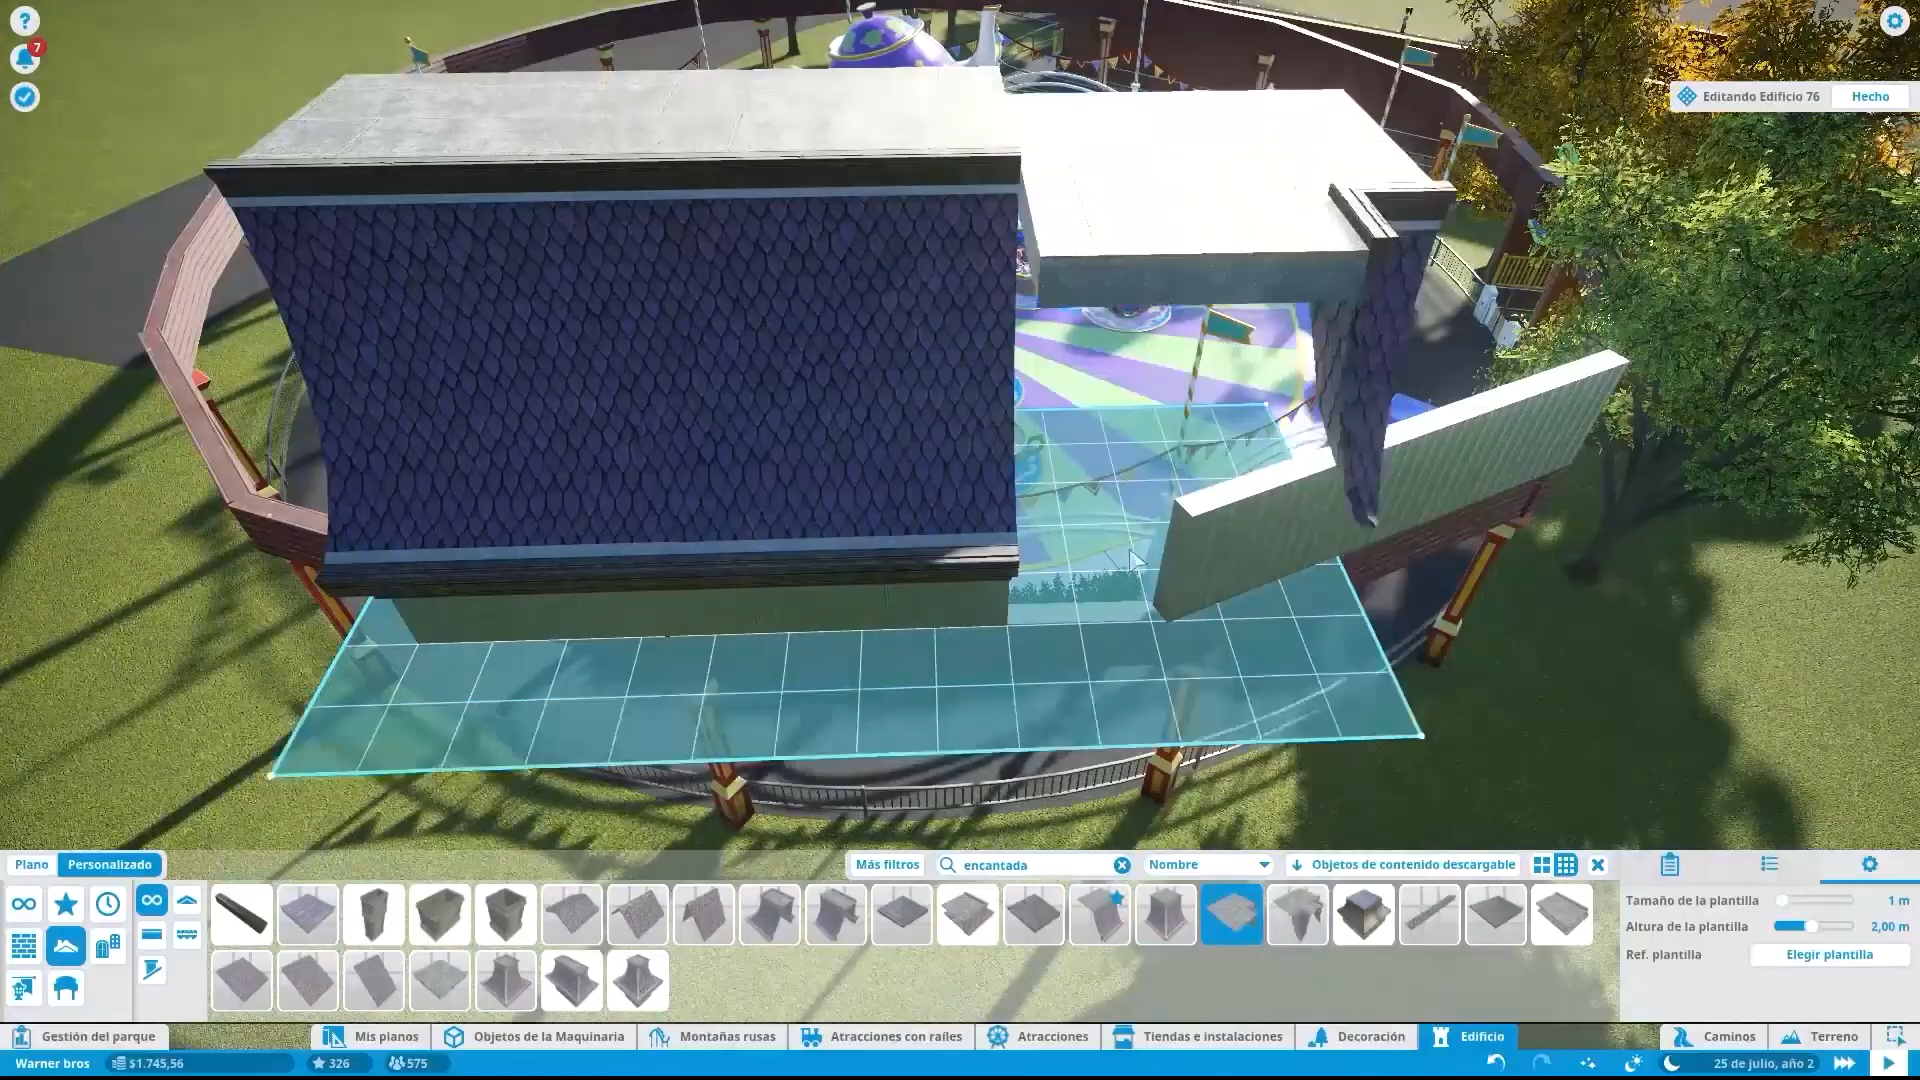 ?
7
Editando Edificio 76
Hecho
Plano
Personalizado
Más filtros
encantada
Nombre
Objetos de contenido descargable
Tamaño de la plantilla
1 m
Altura de la plantilla
2,00 m
Ref. plantilla
Elegir plantilla
Gestión del parque
Mis planos
Objetos de la Maquinaria
Montañas rusas
Atracciones con raíles
Atracciones
Tiendas e instalaciones
Decoración
Edificio
Caminos
Terreno
Warner bros
$1.745,56
326
575
25 de julio, año 2